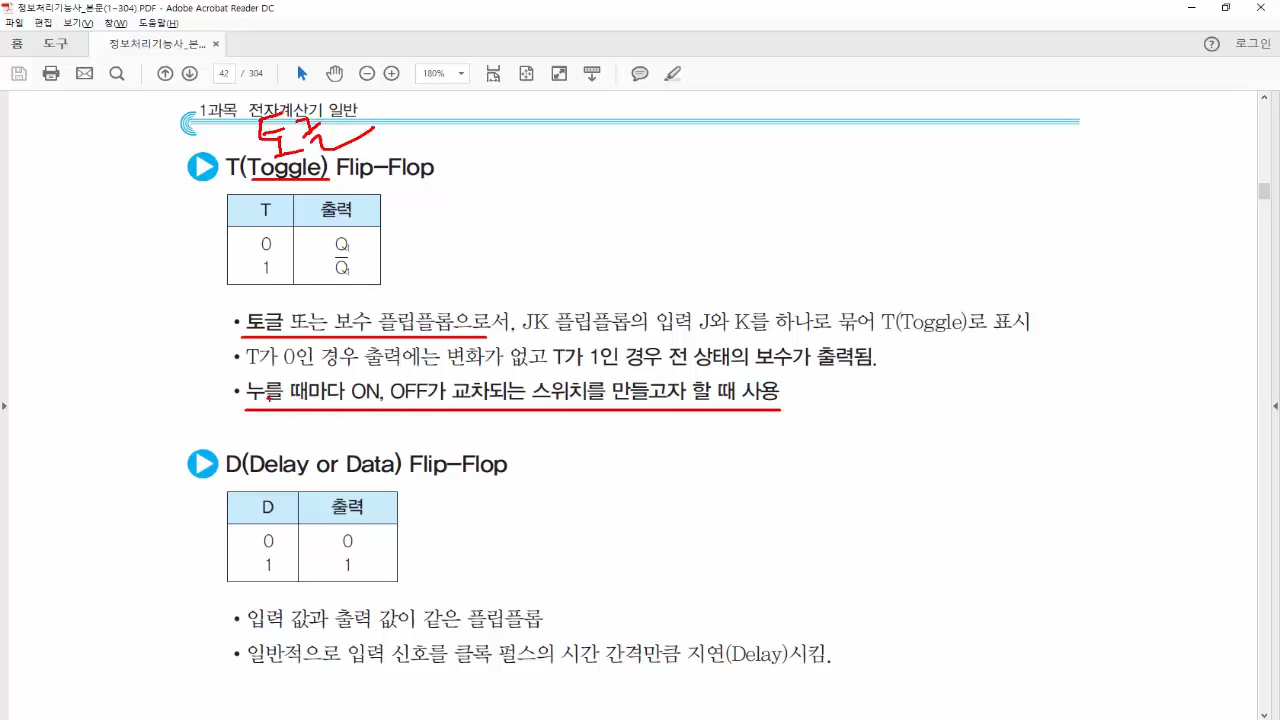 정보처리기능사_본문(1~304).PDF - Adobe Acrobat Reader DC
파일 편집 보기(V) 창(W) 도움말(H)
홈 도구 정보처리기능사_본... × 로그인
42 / 304 180%
1과목 전자계산기 일반
토글
T(Toggle) Flip-Flop
T 출력
0 Q
1 Q̅
• 토글 또는 보수 플립플롭으로서, JK 플립플롭의 입력 J와 K를 하나로 묶어 T(Toggle)로 표시
• T가 0인 경우 출력에는 변화가 없고 T가 1인 경우 전 상태의 보수가 출력됨.
• 누를 때마다 ON, OFF가 교차되는 스위치를 만들고자 할 때 사용
D(Delay or Data) Flip-Flop
D 출력
0 0
1 1
• 입력 값과 출력 값이 같은 플립플롭
• 일반적으로 입력 신호를 클록 펄스의 시간 간격만큼 지연(Delay)시킴.